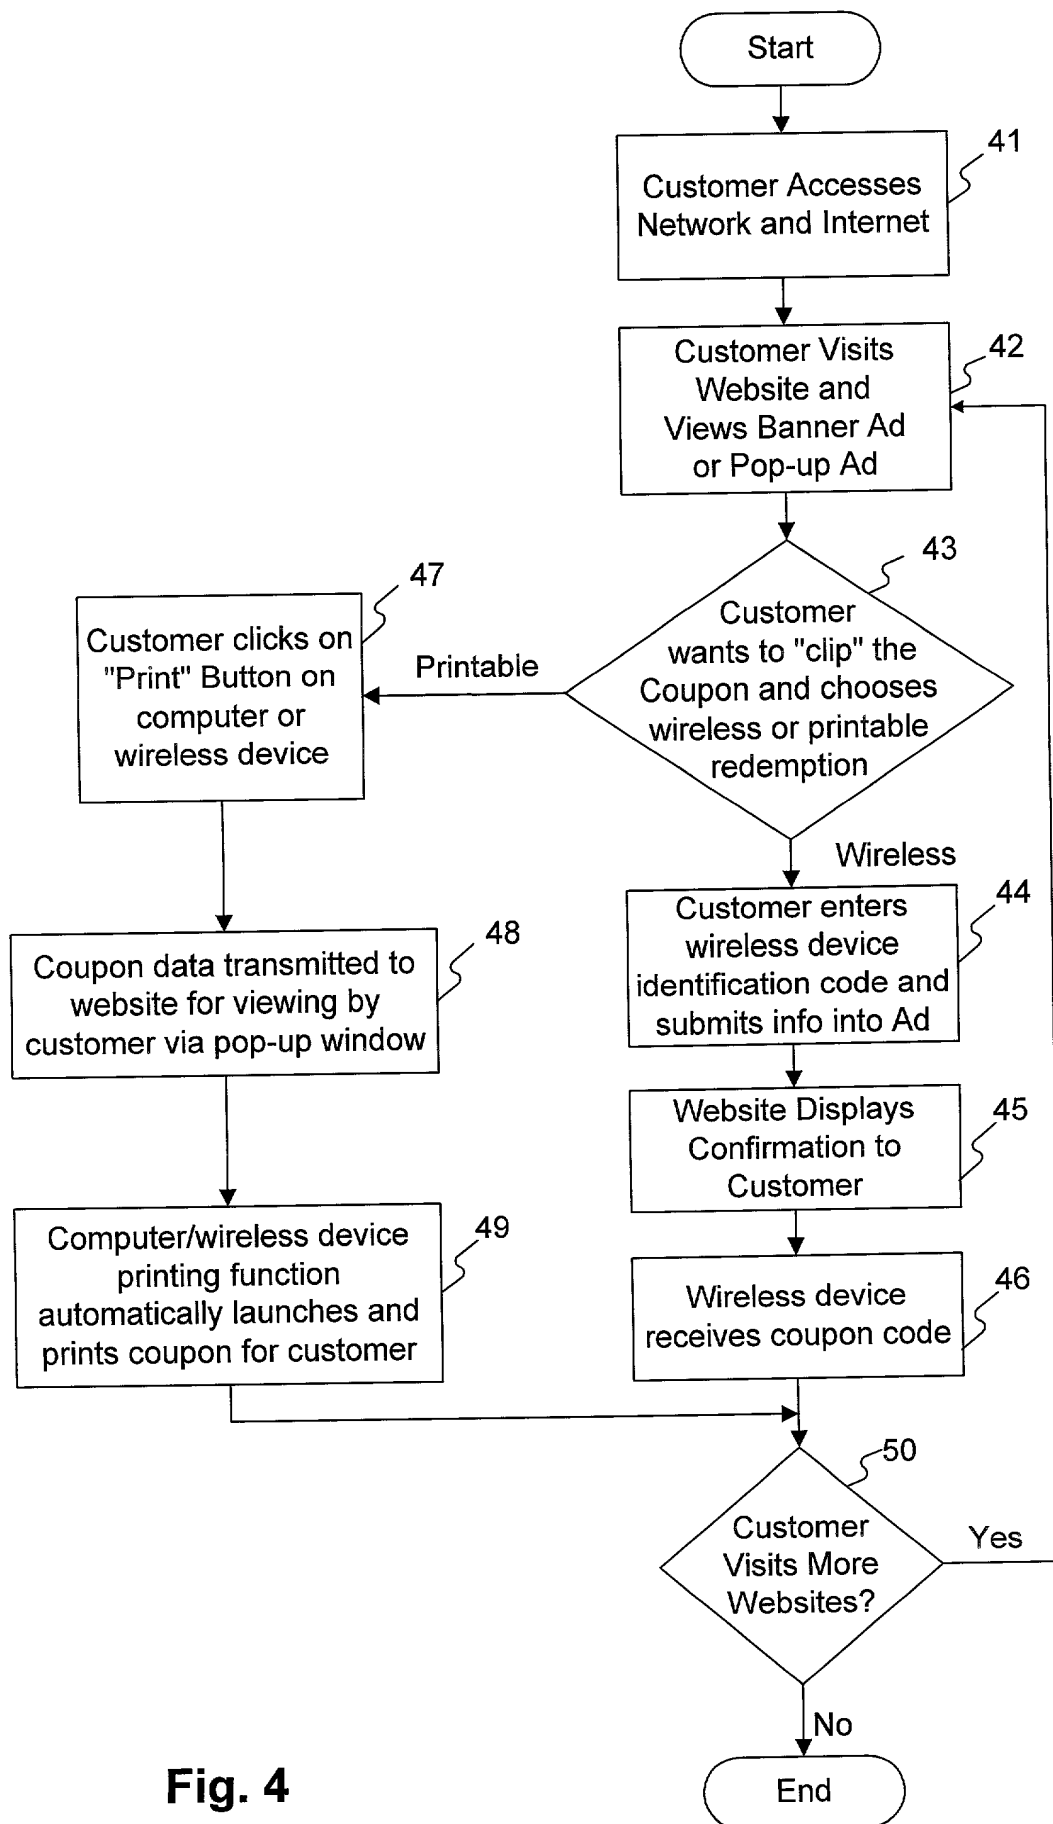 Start
41
Customer Accesses
Network and Internet
42
Customer Visits
Website and
Views Banner Ad
or Pop-up Ad
43
Customer
wants to "clip" the
Coupon and chooses
wireless or printable
redemption
Printable
47
Customer clicks on
"Print" Button on
computer or
wireless device
Wireless
44
Customer enters
wireless device
identification code and
submits info into Ad
48
Coupon data transmitted to
website for viewing by
customer via pop-up window
45
Website Displays
Confirmation to
Customer
49
Computer/wireless device
printing function
automatically launches and
prints coupon for customer
46
Wireless device
receives coupon code
50
Customer
Visits More
Websites?
Yes
No
End
Fig. 4